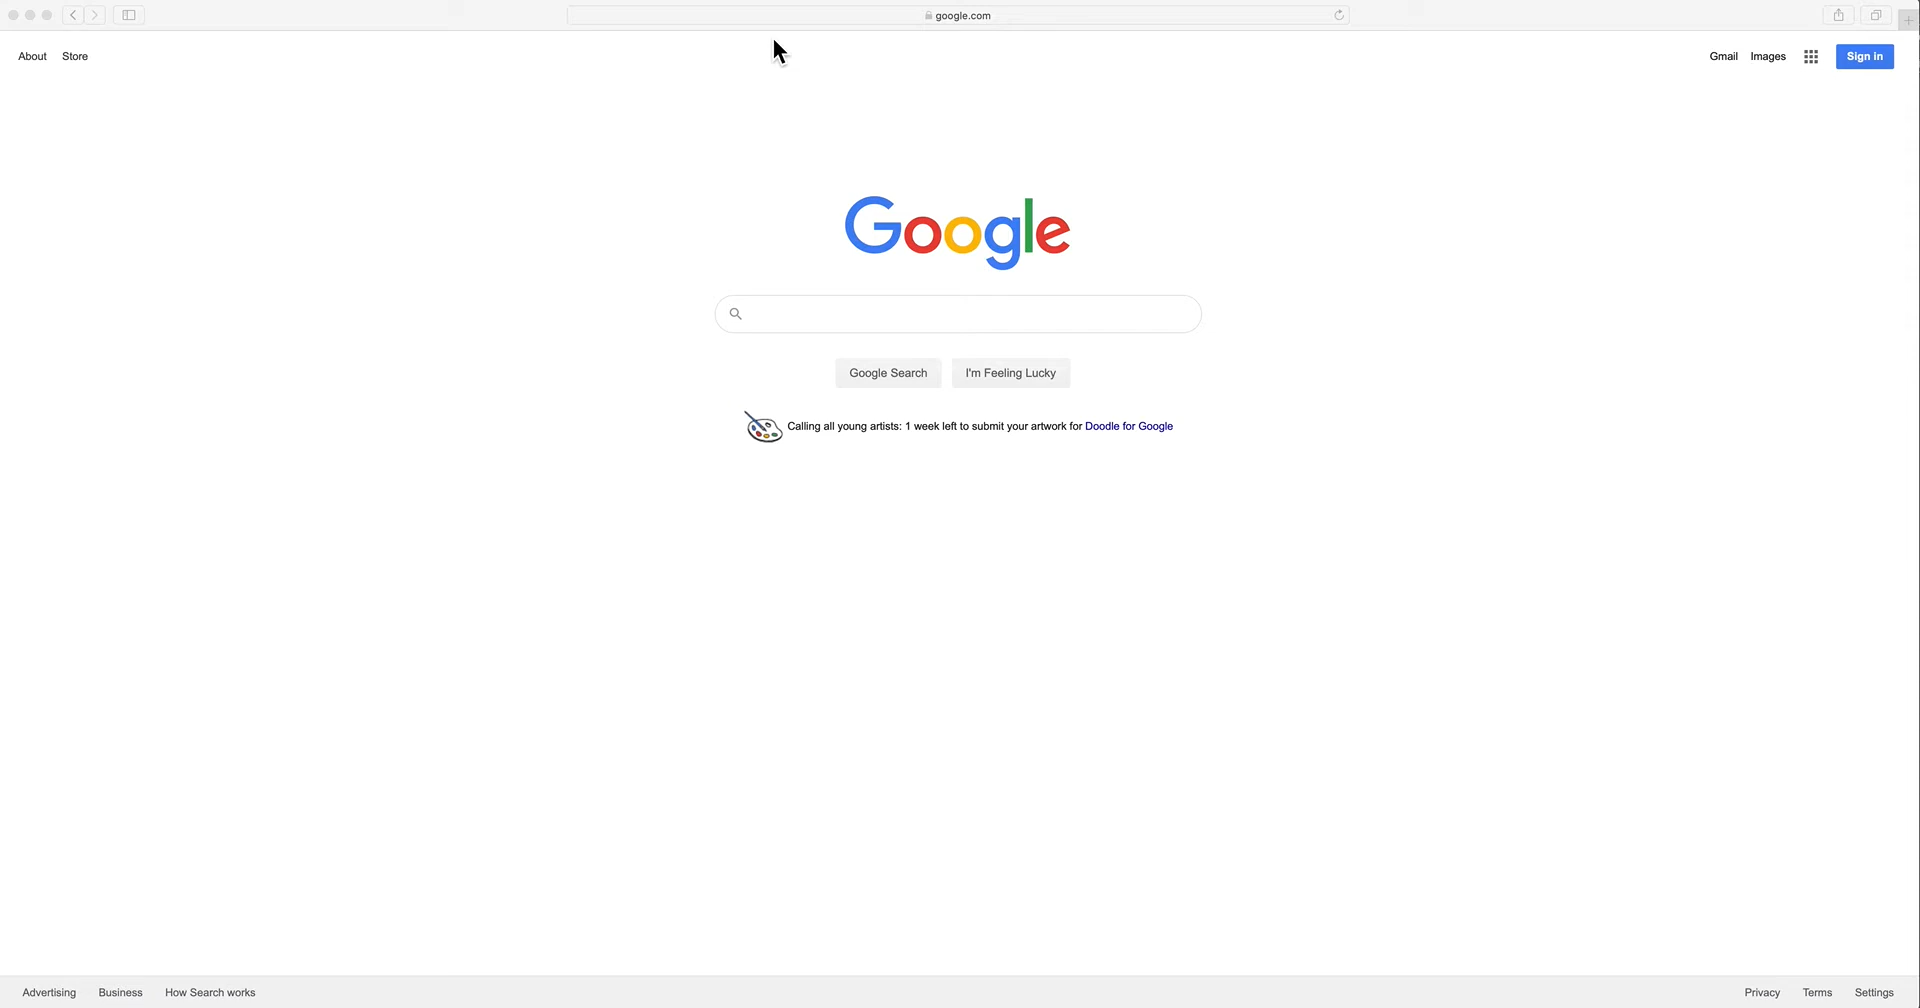 google.com
About Store
Gmail Images Sign in
Google
Google Search I'm Feeling Lucky
Calling all young artists: 1 week left to submit your artwork for Doodle for Google
Advertising Business How Search works
Privacy Terms Settings